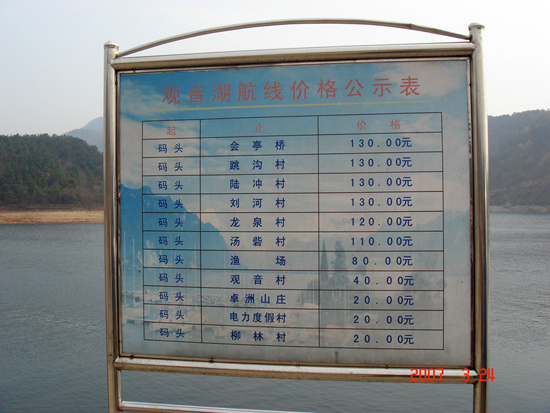 观音湖航线价格公示表
起 止 价格
码头 会亭桥 130.00元
码头 跳沟村 130.00元
码头 陆冲村 130.00元
码头 刘河村 130.00元
码头 龙泉村 120.00元
码头 汤砦村 110.00元
码头 渔场 80.00元
码头 观音村 40.00元
码头 卓洲山庄 20.00元
码头 电力度假村 20.00元
码头 柳林村 20.00元
2007 3 24